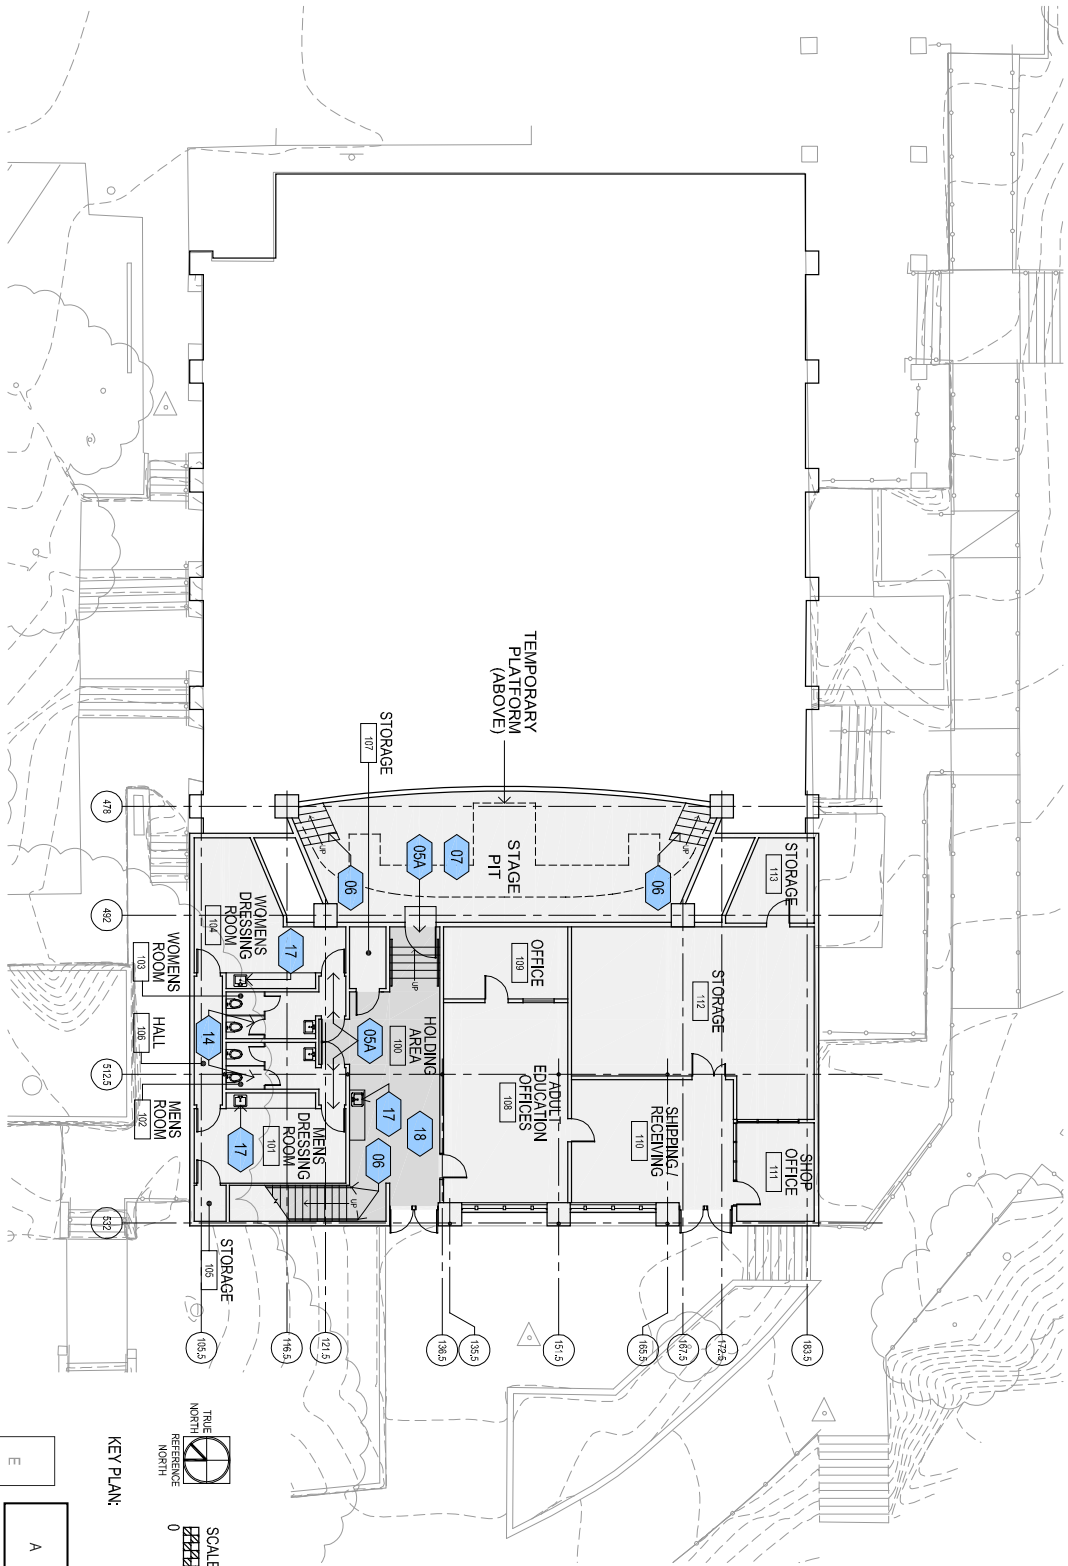 TEMPORARY
PLATFORM
(ABOVE)
STORAGE
107
478
492
512.5
532
UP
UP
STAGE
PIT
07
05A
06
06
STORAGE
113
WOMENS
DRESSING
ROOM
104
17
WOMENS
ROOM
103
HALL
106
14
MENS
ROOM
102
17
MENS
DRESSING
ROOM
101
UP
HOLDING
AREA
100
05A
17
18
06
UP
OFFICE
109
ADULT
EDUCATION
OFFICES
108
STORAGE
112
SHIPPING /
RECEIVING
110
SHOP
OFFICE
111
STORAGE
105
105.5
116.5
121.5
136.5
135.5
151.5
165.5
167.5
172.5
183.5
TRUE
NORTH
REFERENCE
NORTH
KEY PLAN:
SCALE
0
E
A